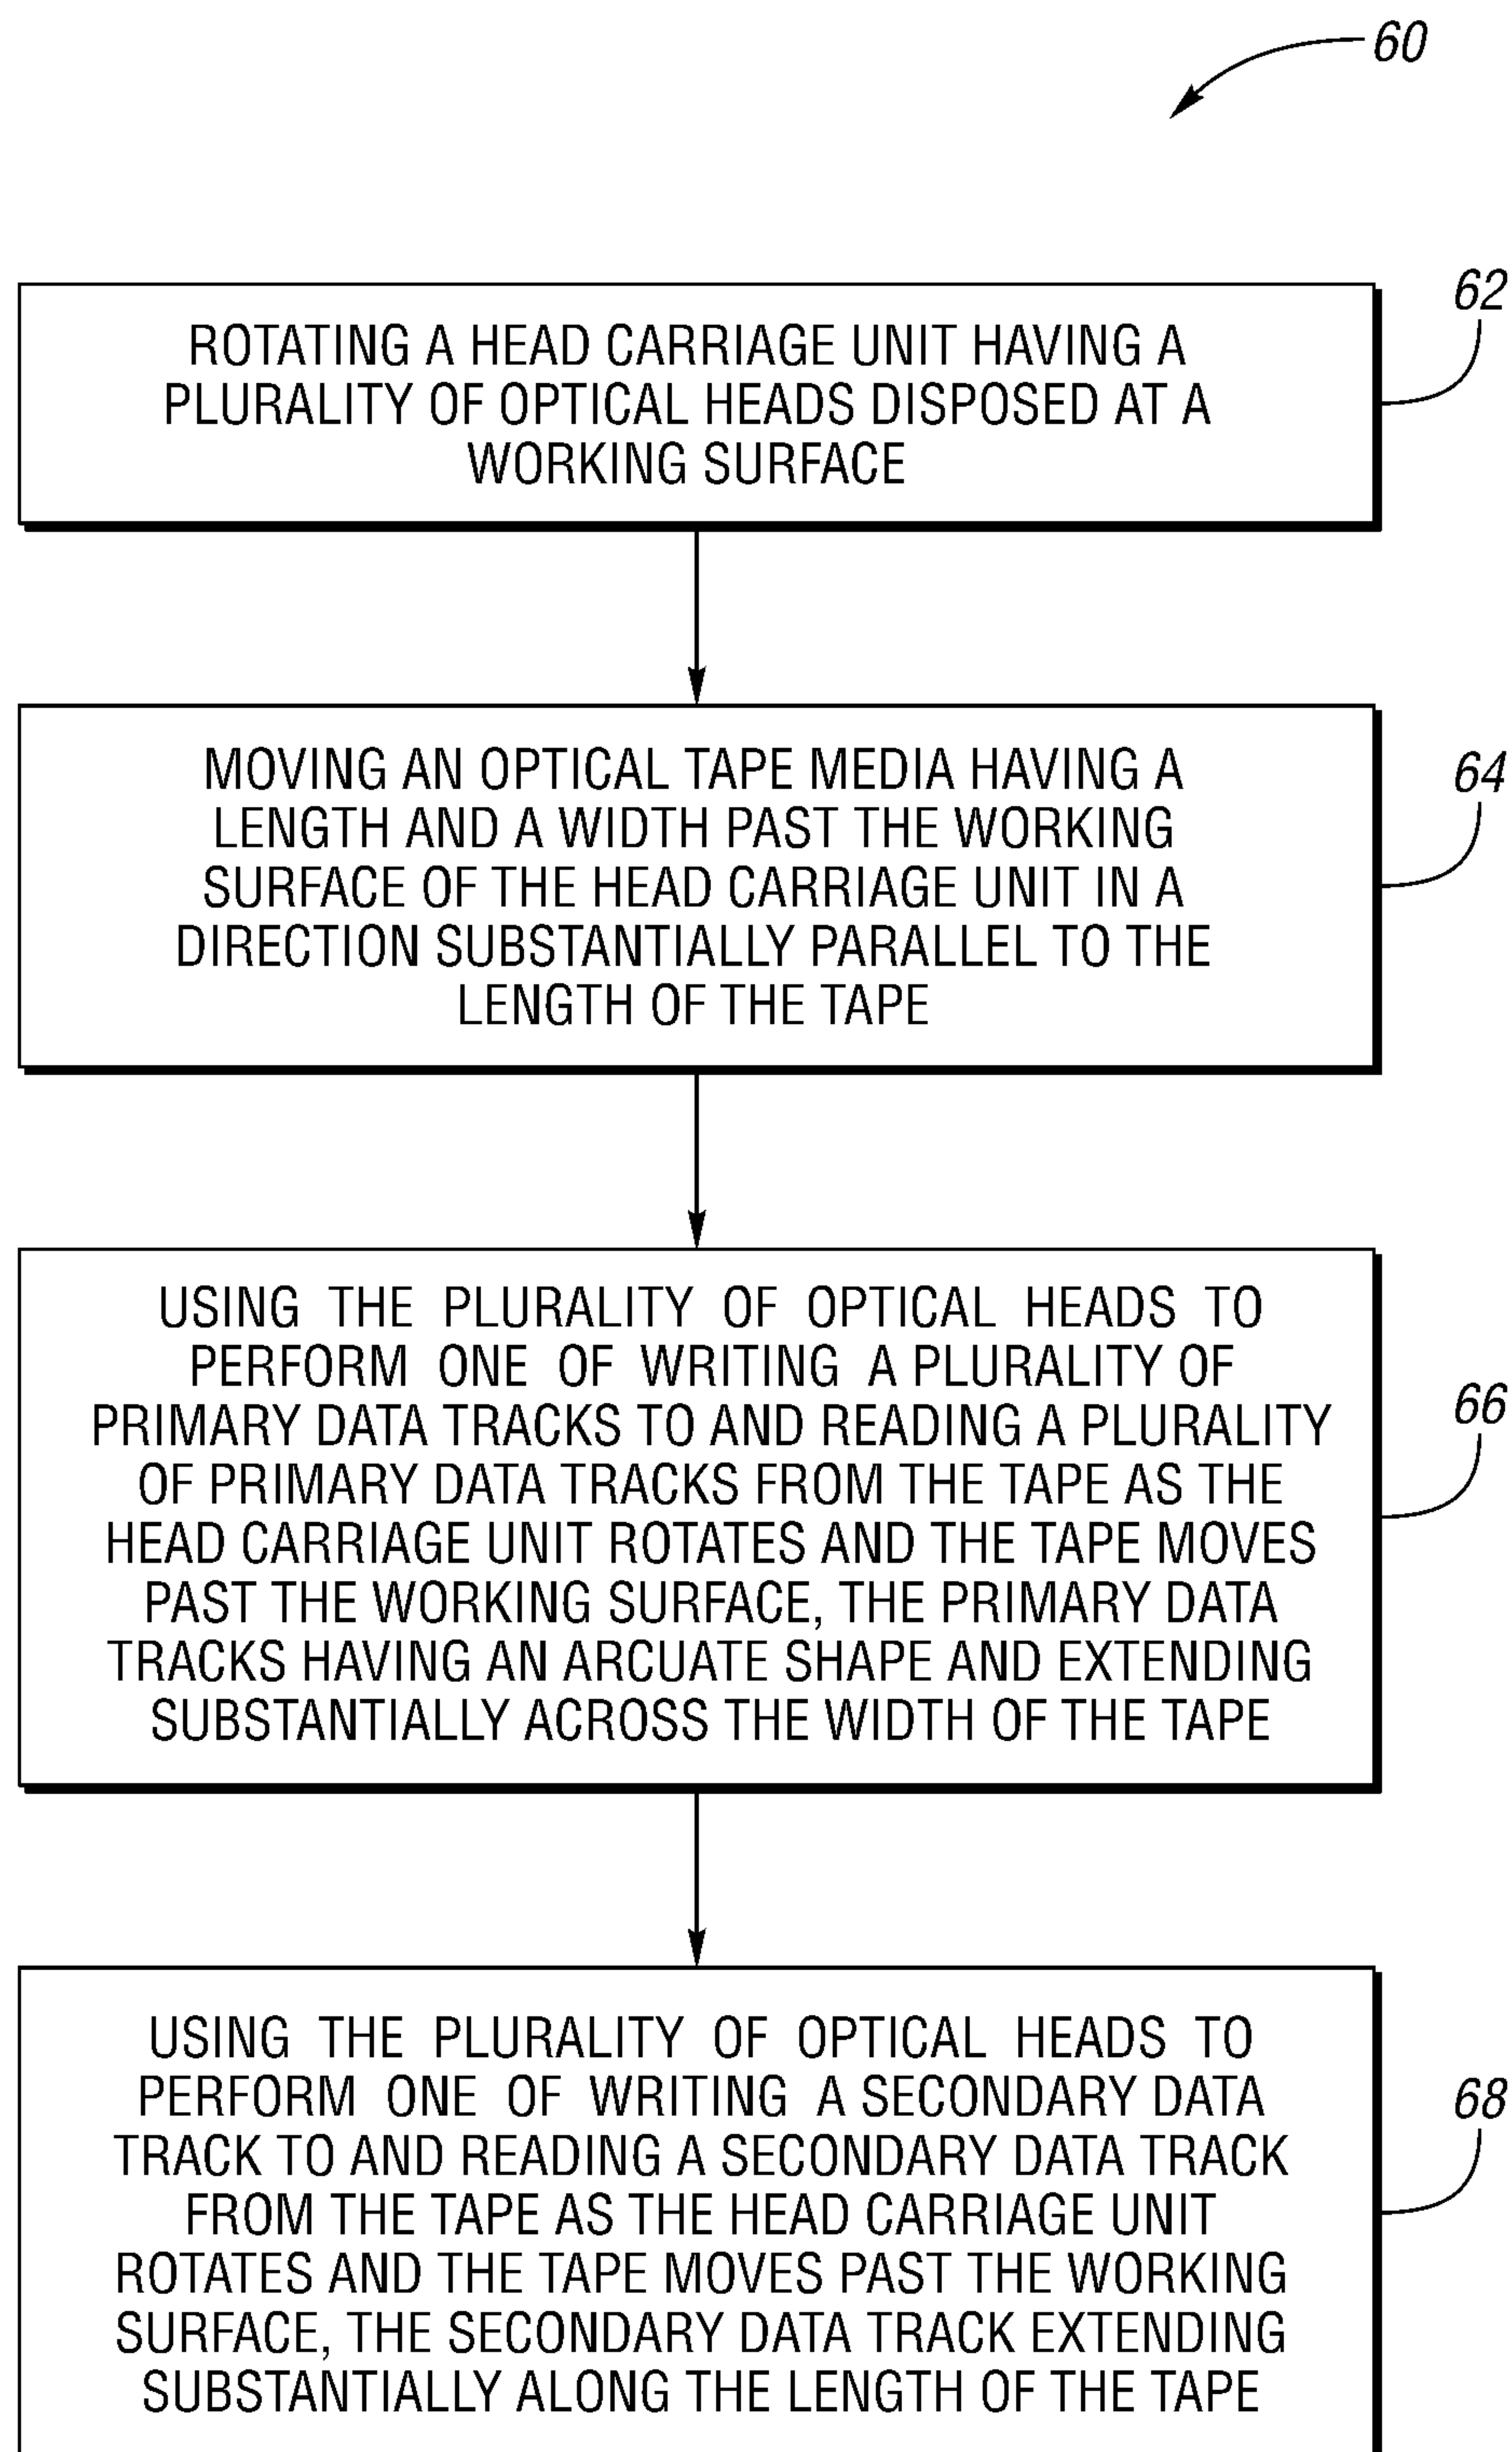 60
62
ROTATING A HEAD CARRIAGE UNIT HAVING A
PLURALITY OF OPTICAL HEADS DISPOSED AT A
WORKING SURFACE
64
MOVING AN OPTICAL TAPE MEDIA HAVING A
LENGTH AND A WIDTH PAST THE WORKING
SURFACE OF THE HEAD CARRIAGE UNIT IN A
DIRECTION SUBSTANTIALLY PARALLEL TO THE
LENGTH OF THE TAPE
66
USING THE PLURALITY OF OPTICAL HEADS TO
PERFORM ONE OF WRITING A PLURALITY OF
PRIMARY DATA TRACKS TO AND READING A PLURALITY
OF PRIMARY DATA TRACKS FROM THE TAPE AS THE
HEAD CARRIAGE UNIT ROTATES AND THE TAPE MOVES
PAST THE WORKING SURFACE, THE PRIMARY DATA
TRACKS HAVING AN ARCUATE SHAPE AND EXTENDING
SUBSTANTIALLY ACROSS THE WIDTH OF THE TAPE
68
USING THE PLURALITY OF OPTICAL HEADS TO
PERFORM ONE OF WRITING A SECONDARY DATA
TRACK TO AND READING A SECONDARY DATA TRACK
FROM THE TAPE AS THE HEAD CARRIAGE UNIT
ROTATES AND THE TAPE MOVES PAST THE WORKING
SURFACE, THE SECONDARY DATA TRACK EXTENDING
SUBSTANTIALLY ALONG THE LENGTH OF THE TAPE